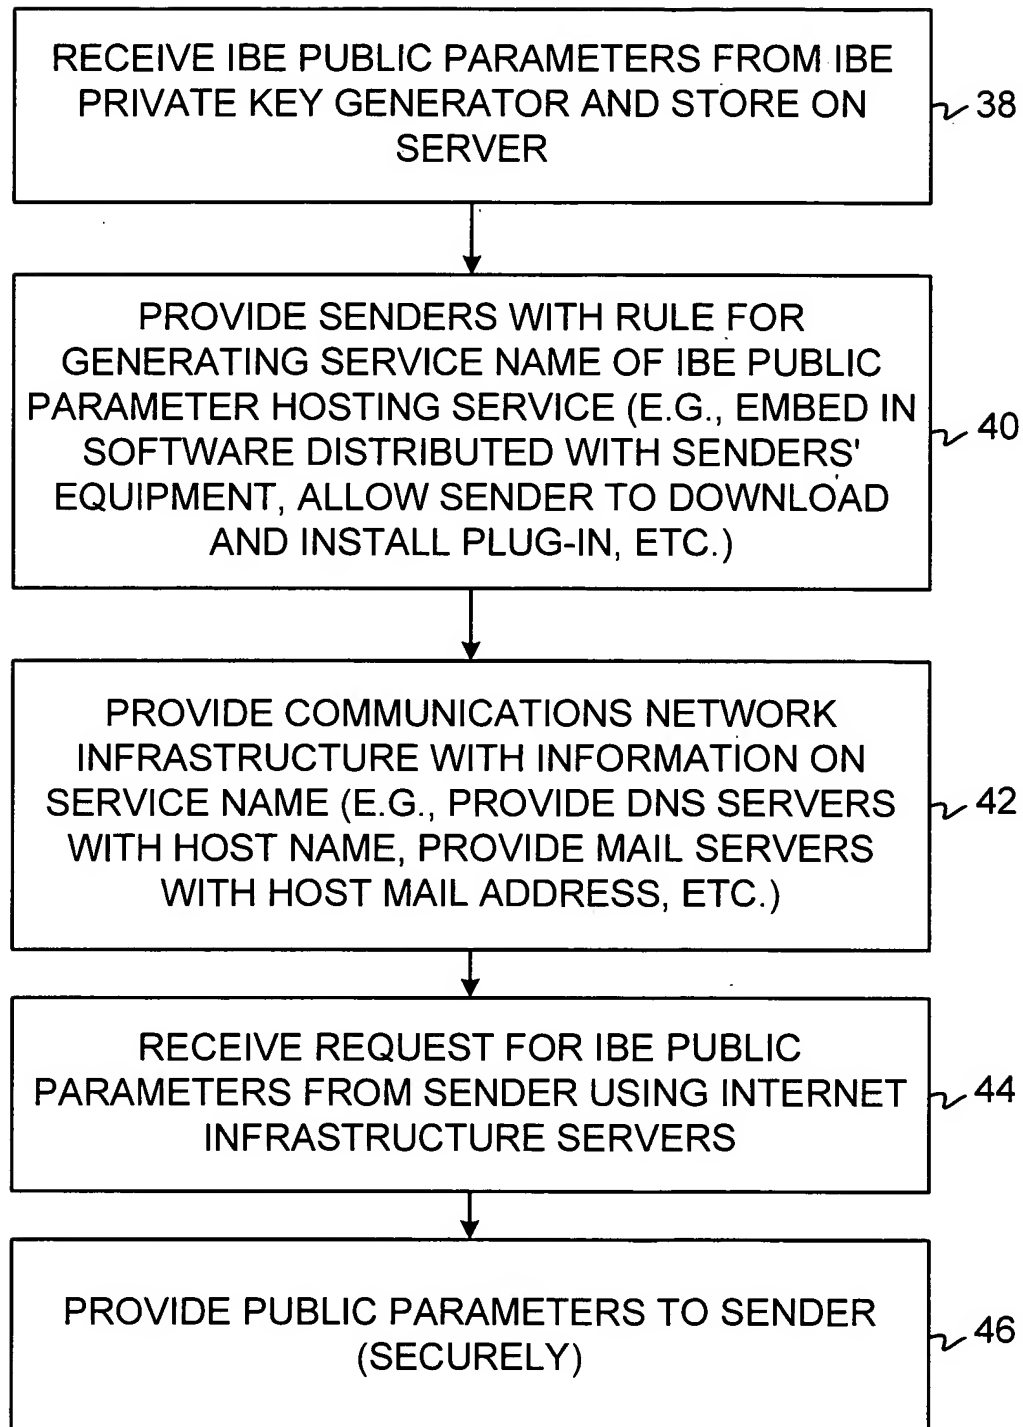 RECEIVE IBE PUBLIC PARAMETERS FROM IBE
PRIVATE KEY GENERATOR AND STORE ON
SERVER
38
PROVIDE SENDERS WITH RULE FOR
GENERATING SERVICE NAME OF IBE PUBLIC
PARAMETER HOSTING SERVICE (E.G., EMBED IN
SOFTWARE DISTRIBUTED WITH SENDERS'
EQUIPMENT, ALLOW SENDER TO DOWNLOAD
AND INSTALL PLUG-IN, ETC.)
40
PROVIDE COMMUNICATIONS NETWORK
INFRASTRUCTURE WITH INFORMATION ON
SERVICE NAME (E.G., PROVIDE DNS SERVERS
WITH HOST NAME, PROVIDE MAIL SERVERS
WITH HOST MAIL ADDRESS, ETC.)
42
RECEIVE REQUEST FOR IBE PUBLIC
PARAMETERS FROM SENDER USING INTERNET
INFRASTRUCTURE SERVERS
44
PROVIDE PUBLIC PARAMETERS TO SENDER
(SECURELY)
46